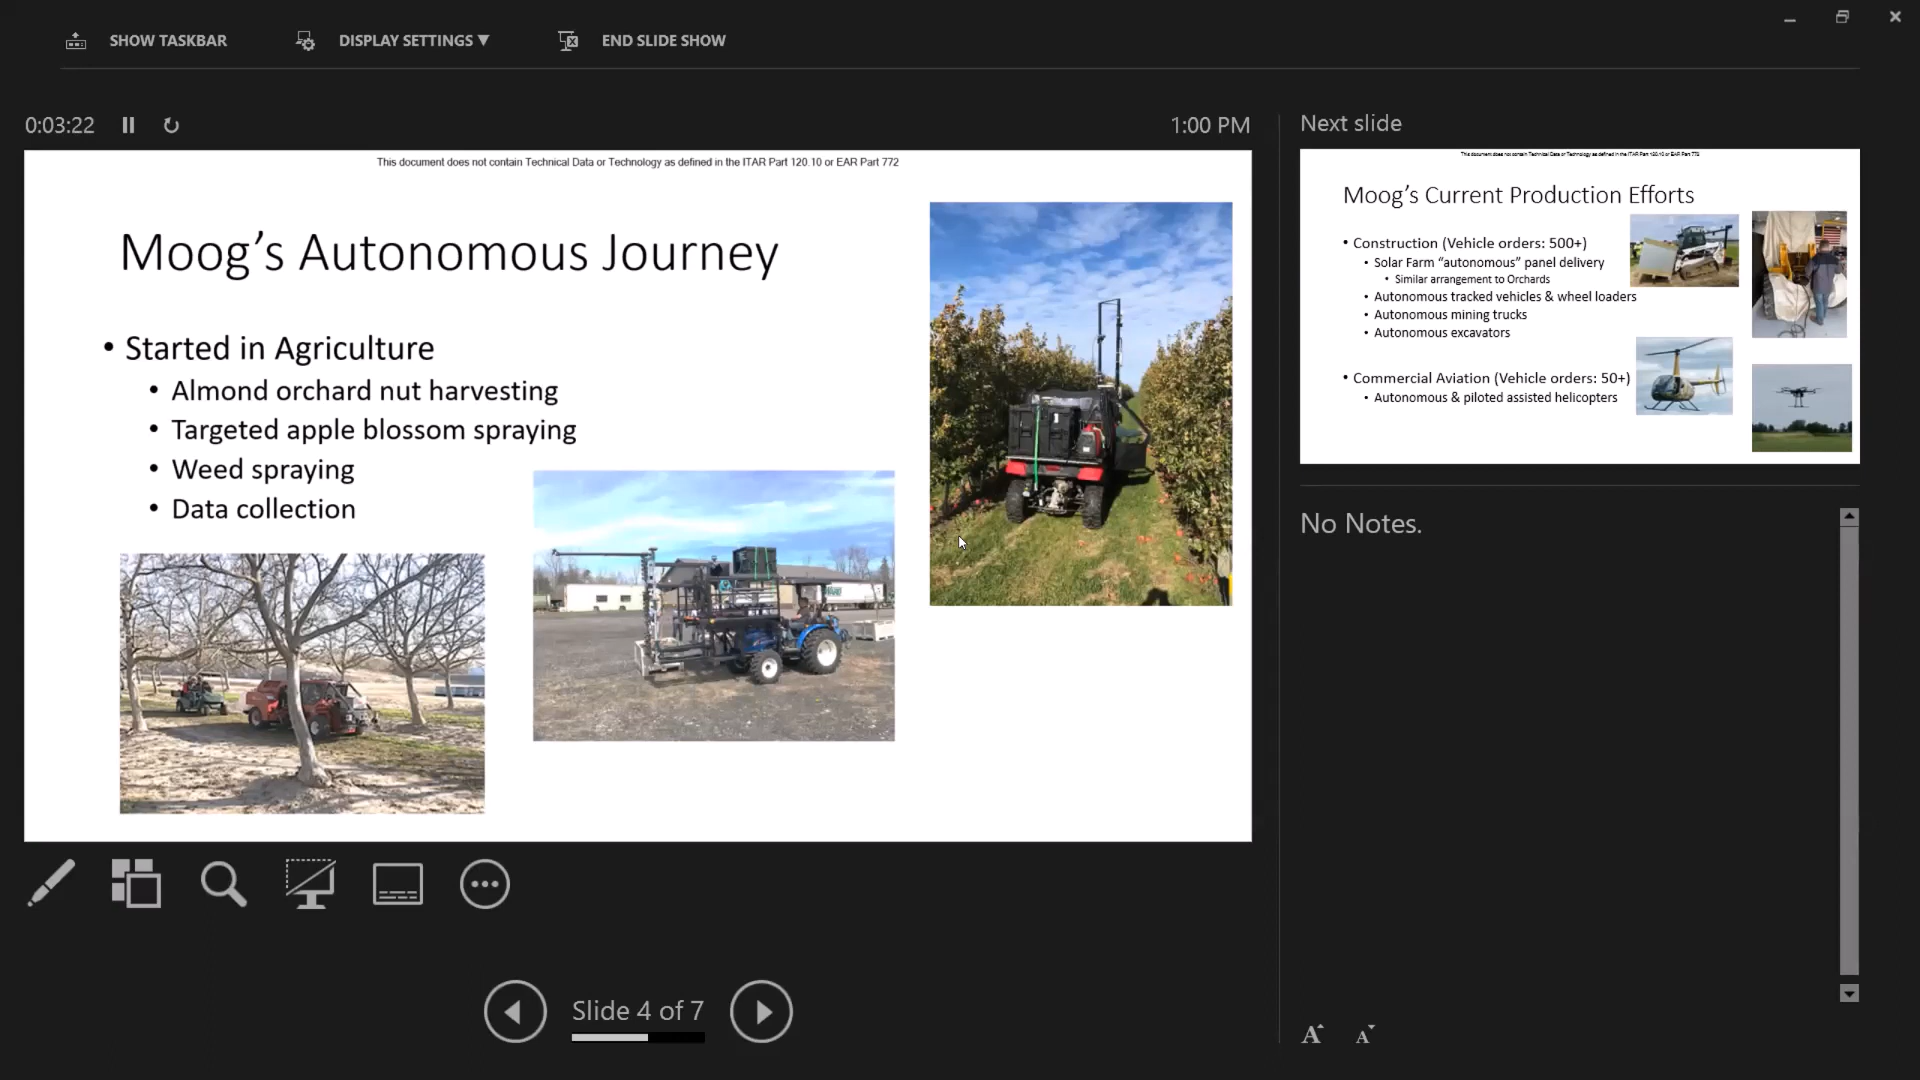 SHOW TASKBAR
DISPLAY SETTINGS ▼
END SLIDE SHOW
0:03:22
1:00 PM
This document does not contain Technical Data or Technology as defined in the ITAR Part 120.10 or EAR Part 772
Moog’s Autonomous Journey
• Started in Agriculture
• Almond orchard nut harvesting
• Targeted apple blossom spraying
• Weed spraying
• Data collection
Slide 4 of 7
Next slide
This document does not contain Technical Data or Technology as defined in the ITAR Part 120.10 or EAR Part 772
Moog’s Current Production Efforts
• Construction (Vehicle orders: 500+)
• Solar Farm “autonomous” panel delivery
• Similar arrangement to Orchards
• Autonomous tracked vehicles & wheel loaders
• Autonomous mining trucks
• Autonomous excavators
• Commercial Aviation (Vehicle orders: 50+)
• Autonomous & piloted assisted helicopters
No Notes.
A A